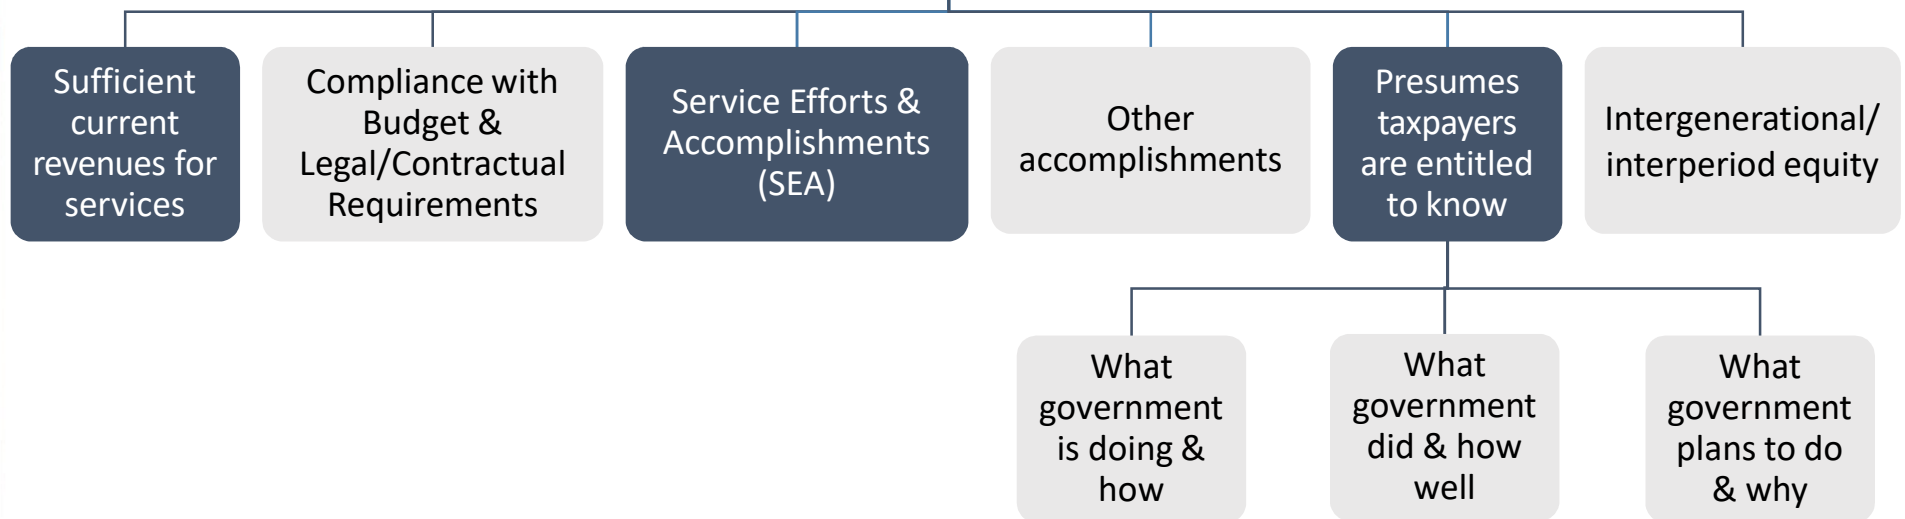 Sufficient
current
revenues for
services
Compliance with
Budget &
Legal/Contractual
Requirements
Service Efforts &
Accomplishments
(SEA)
Other
accomplishments
Presumes
taxpayers
are entitled
to know
Intergenerational/
interperiod equity
What
government
is doing &
how
What
government
did & how
well
What
government
plans to do
& why